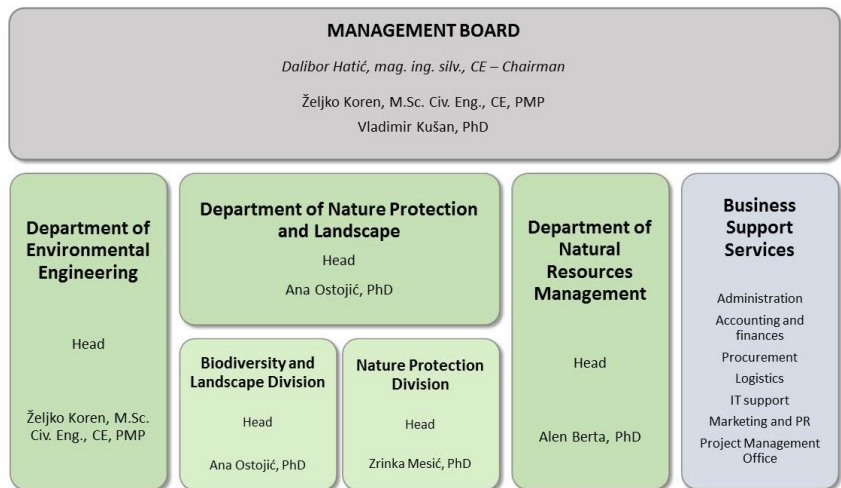 MANAGEMENT BOARD
Dalibor Hatić, mag. ing. silv., CE – Chairman
Željko Koren, M.Sc. Civ. Eng., CE, PMP
Vladimir Kušan, PhD
Department of
Environmental
Engineering
Head
Željko Koren, M.Sc.
Civ. Eng., CE, PMP
Department of Nature Protection
and Landscape
Head
Ana Ostojić, PhD
Biodiversity and
Landscape Division
Head
Ana Ostojić, PhD
Nature Protection
Division
Head
Zrinka Mesić, PhD
Department of
Natural
Resources
Management
Head
Alen Berta, PhD
Business
Support
Services
Administration
Accounting and
finances
Procurement
Logistics
IT support
Marketing and PR
Project Management
Office